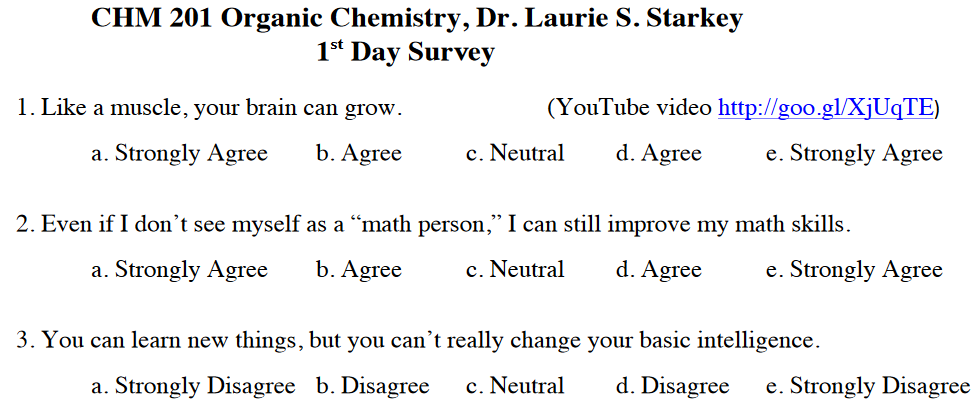 CHM 201 Organic Chemistry, Dr. Laurie S. Starkey
1st Day Survey
1. Like a muscle, your brain can grow. (YouTube video http://goo.gl/XjUqTE)
a. Strongly Agree b. Agree c. Neutral d. Agree e. Strongly Agree
2. Even if I don’t see myself as a “math person,” I can still improve my math skills.
a. Strongly Agree b. Agree c. Neutral d. Agree e. Strongly Agree
3. You can learn new things, but you can’t really change your basic intelligence.
a. Strongly Disagree b. Disagree c. Neutral d. Disagree e. Strongly Disagree